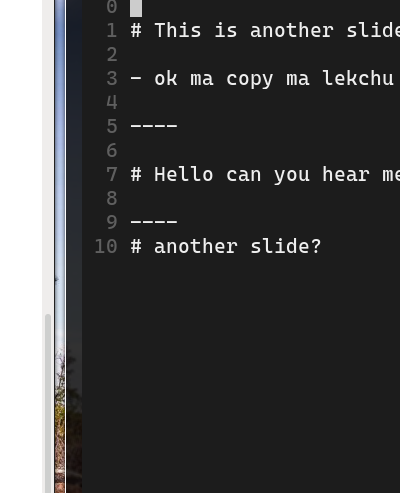 0
1 # This is another slide
2
3 - ok ma copy ma lekchu
4
5 ----
6
7 # Hello can you hear me
8
9 ----
10 # another slide?